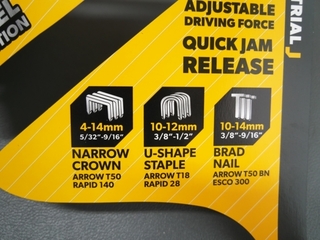 ADJUSTABLE
DRIVING FORCE
QUICK JAM
RELEASE
4-14mm
5/32"-9/16"
NARROW
CROWN
ARROW T50
RAPID 140
10-12mm
3/8"-1/2"
U-SHAPE
STAPLE
ARROW T18
RAPID 28
10-14mm
3/8"-9/16"
BRAD
NAIL
ARROW T50 BN
ESCO 300